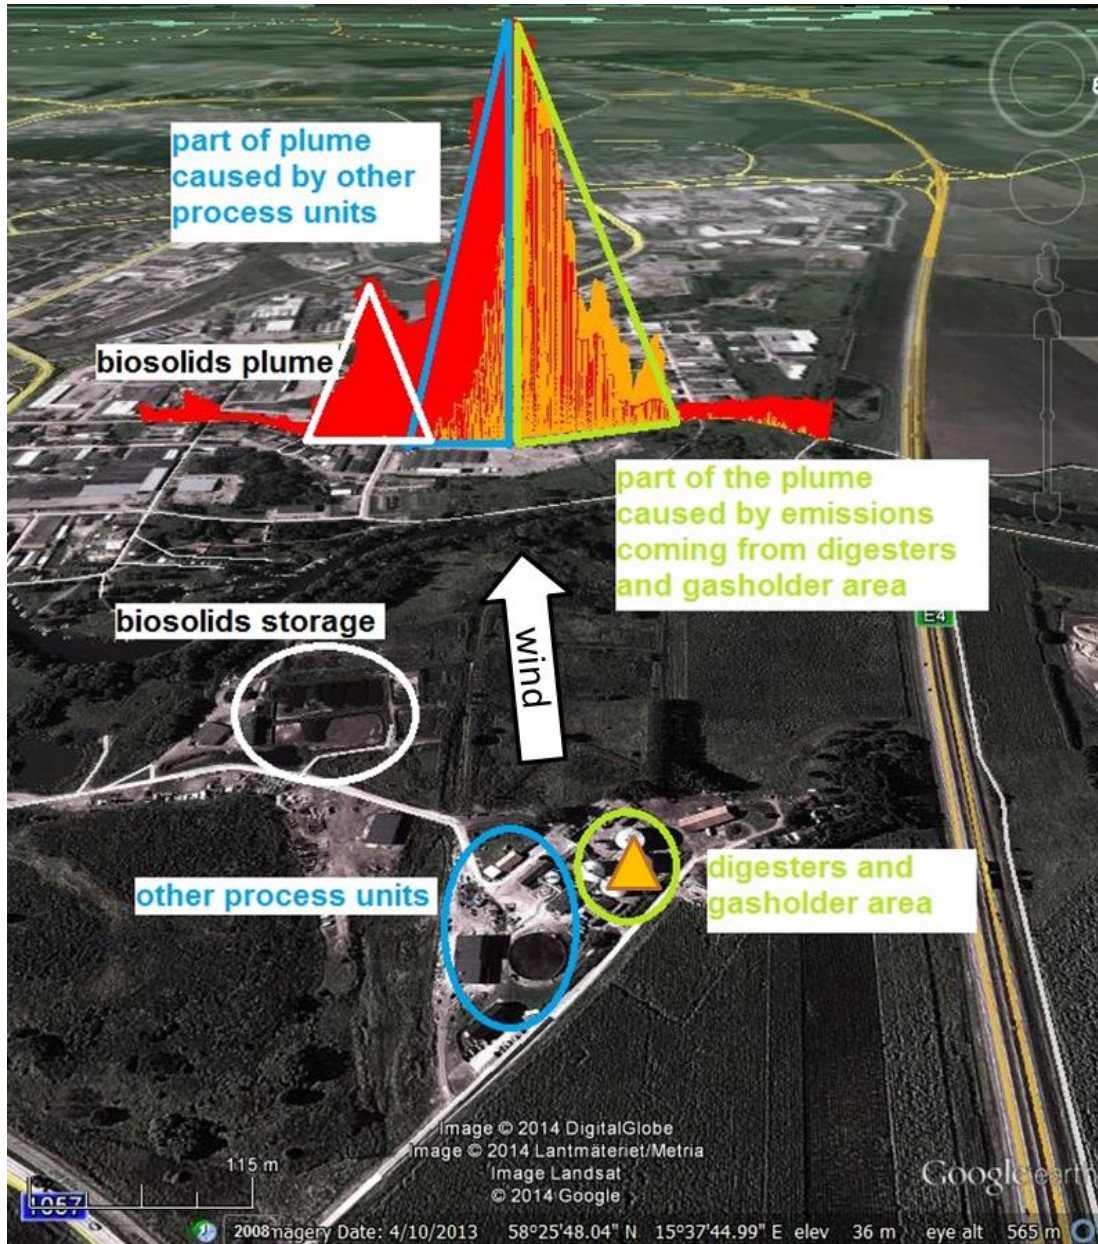 part of plume
caused by other
process units
biosolids plume
part of the plume
caused by emissions
coming from digesters
and gasholder area
E4
biosolids storage
wind
other process units
digesters and
gasholder area
Image © 2014 DigitalGlobe
Image © 2014 Lantmäteriet/Metria
Image Landsat
© 2014 Google
115 m
Google earth
1057
2008
magery Date: 4/10/2013 58°25'48.04" N 15°37'44.99" E elev 36 m eye alt 565 m